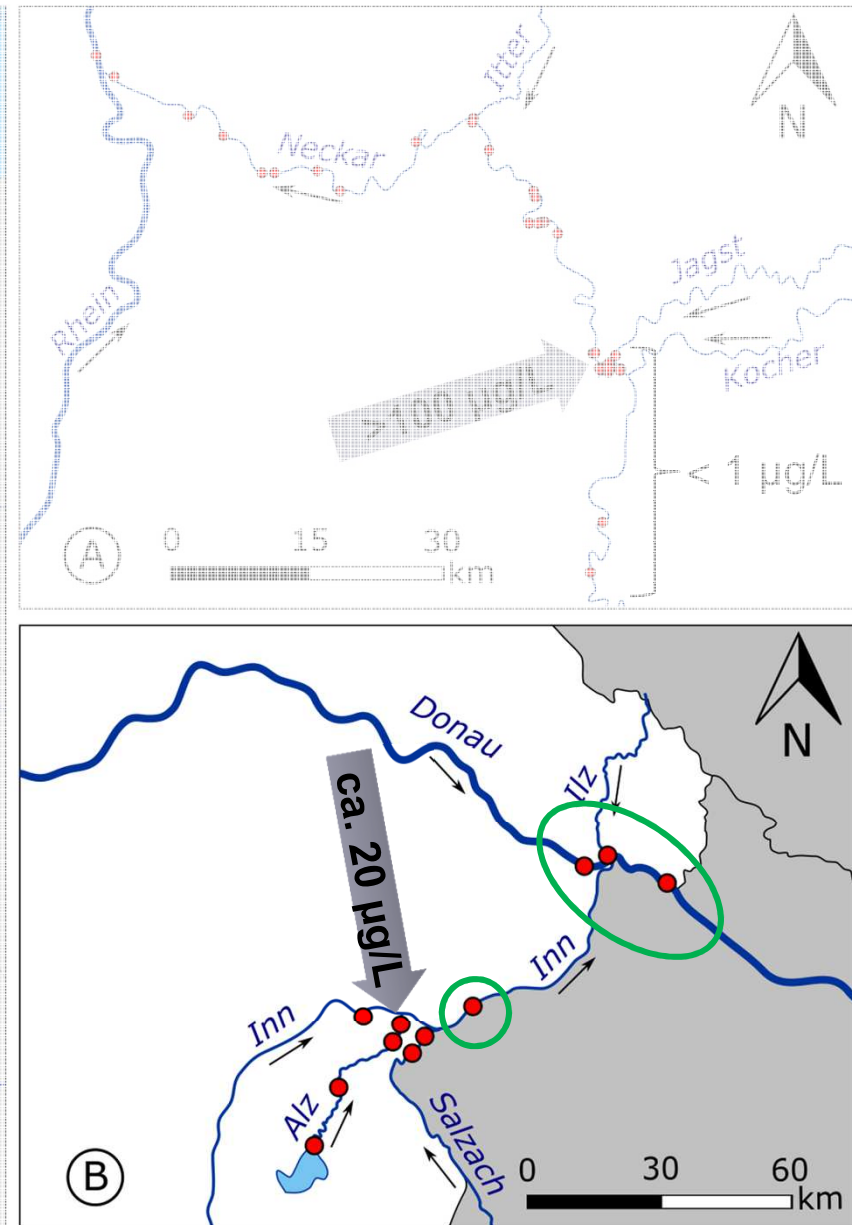 Itter
N
Neckar
Jagst
Rhein
Kocher
>100 µg/L
< 1 µg/L
A
0 15 30
km
N
Donau
Ilz
ca. 20 µg/L
Inn
Inn
Alz
Salzach
B
0 30 60
km